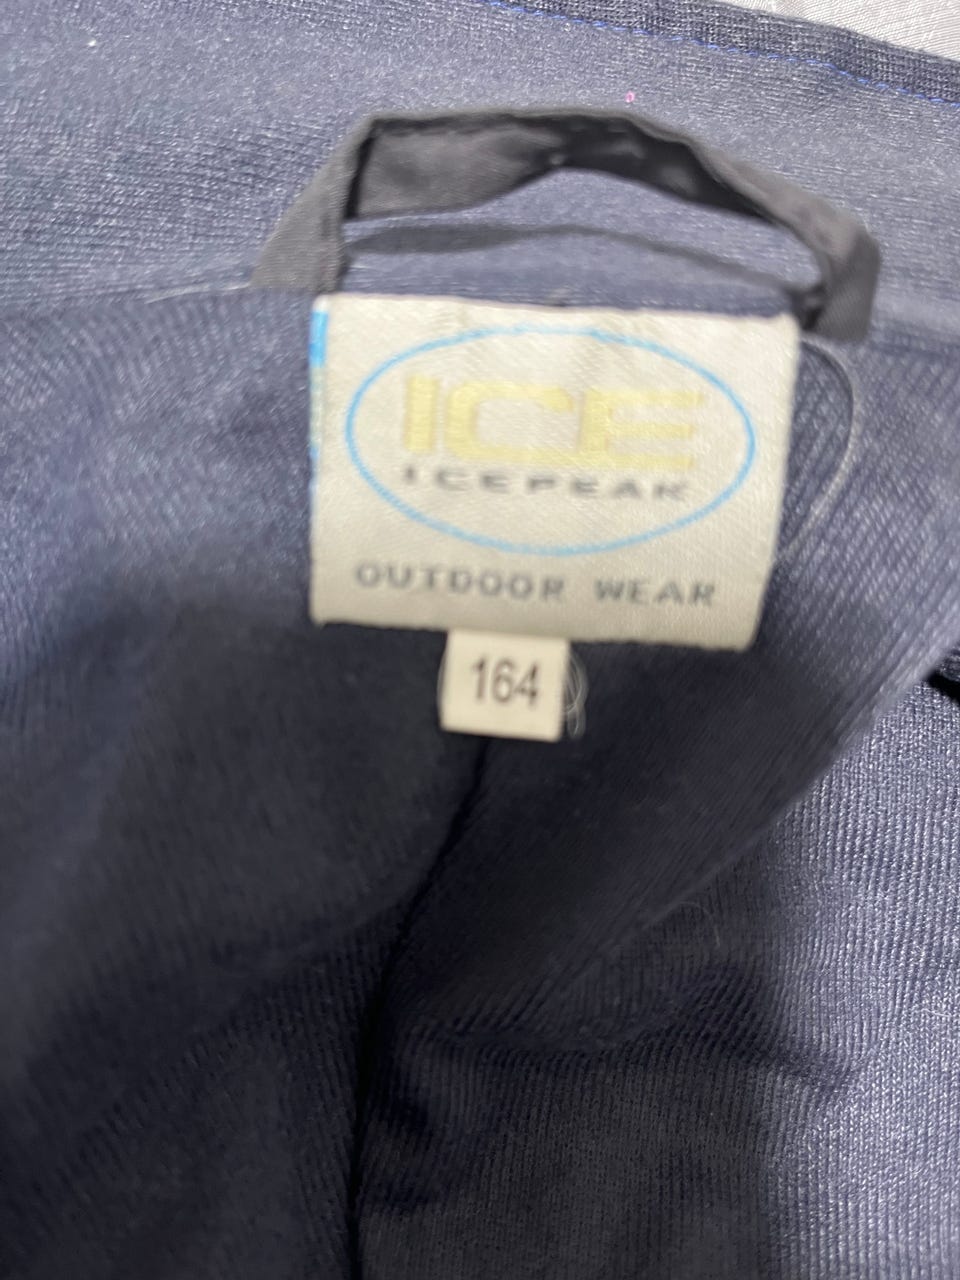 ICE
ICEPEAK
OUTDOOR WEAR
164